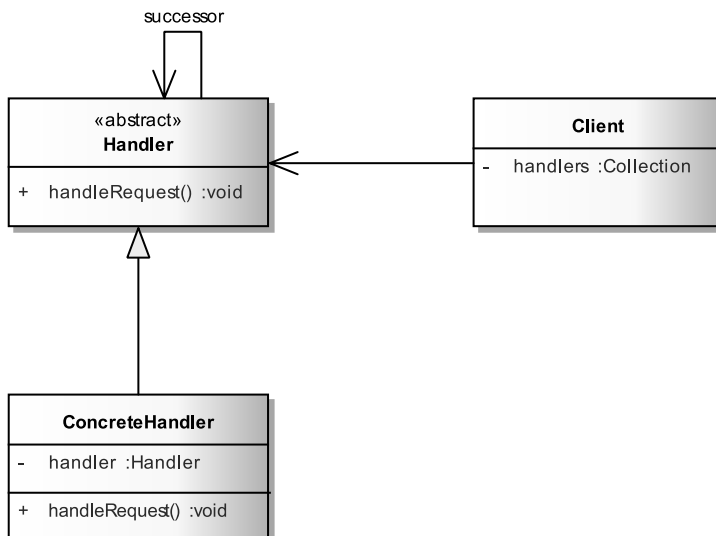 successor
«abstract»
Handler
+ handleRequest() :void
Client
- handlers :Collection
ConcreteHandler
- handler :Handler
+ handleRequest() :void